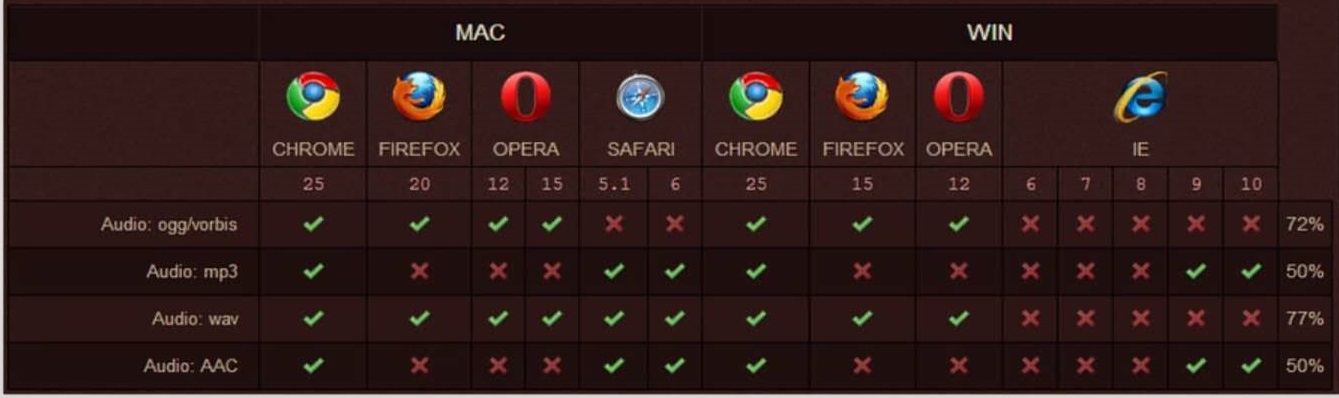 MAC WIN
CHROME FIREFOX OPERA SAFARI CHROME FIREFOX OPERA IE
25 20 12 15 5.1 6 25 15 12 6 7 8 9 10
Audio: ogg/vorbis 72%
Audio: mp3 50%
Audio: wav 77%
Audio: AAC 50%